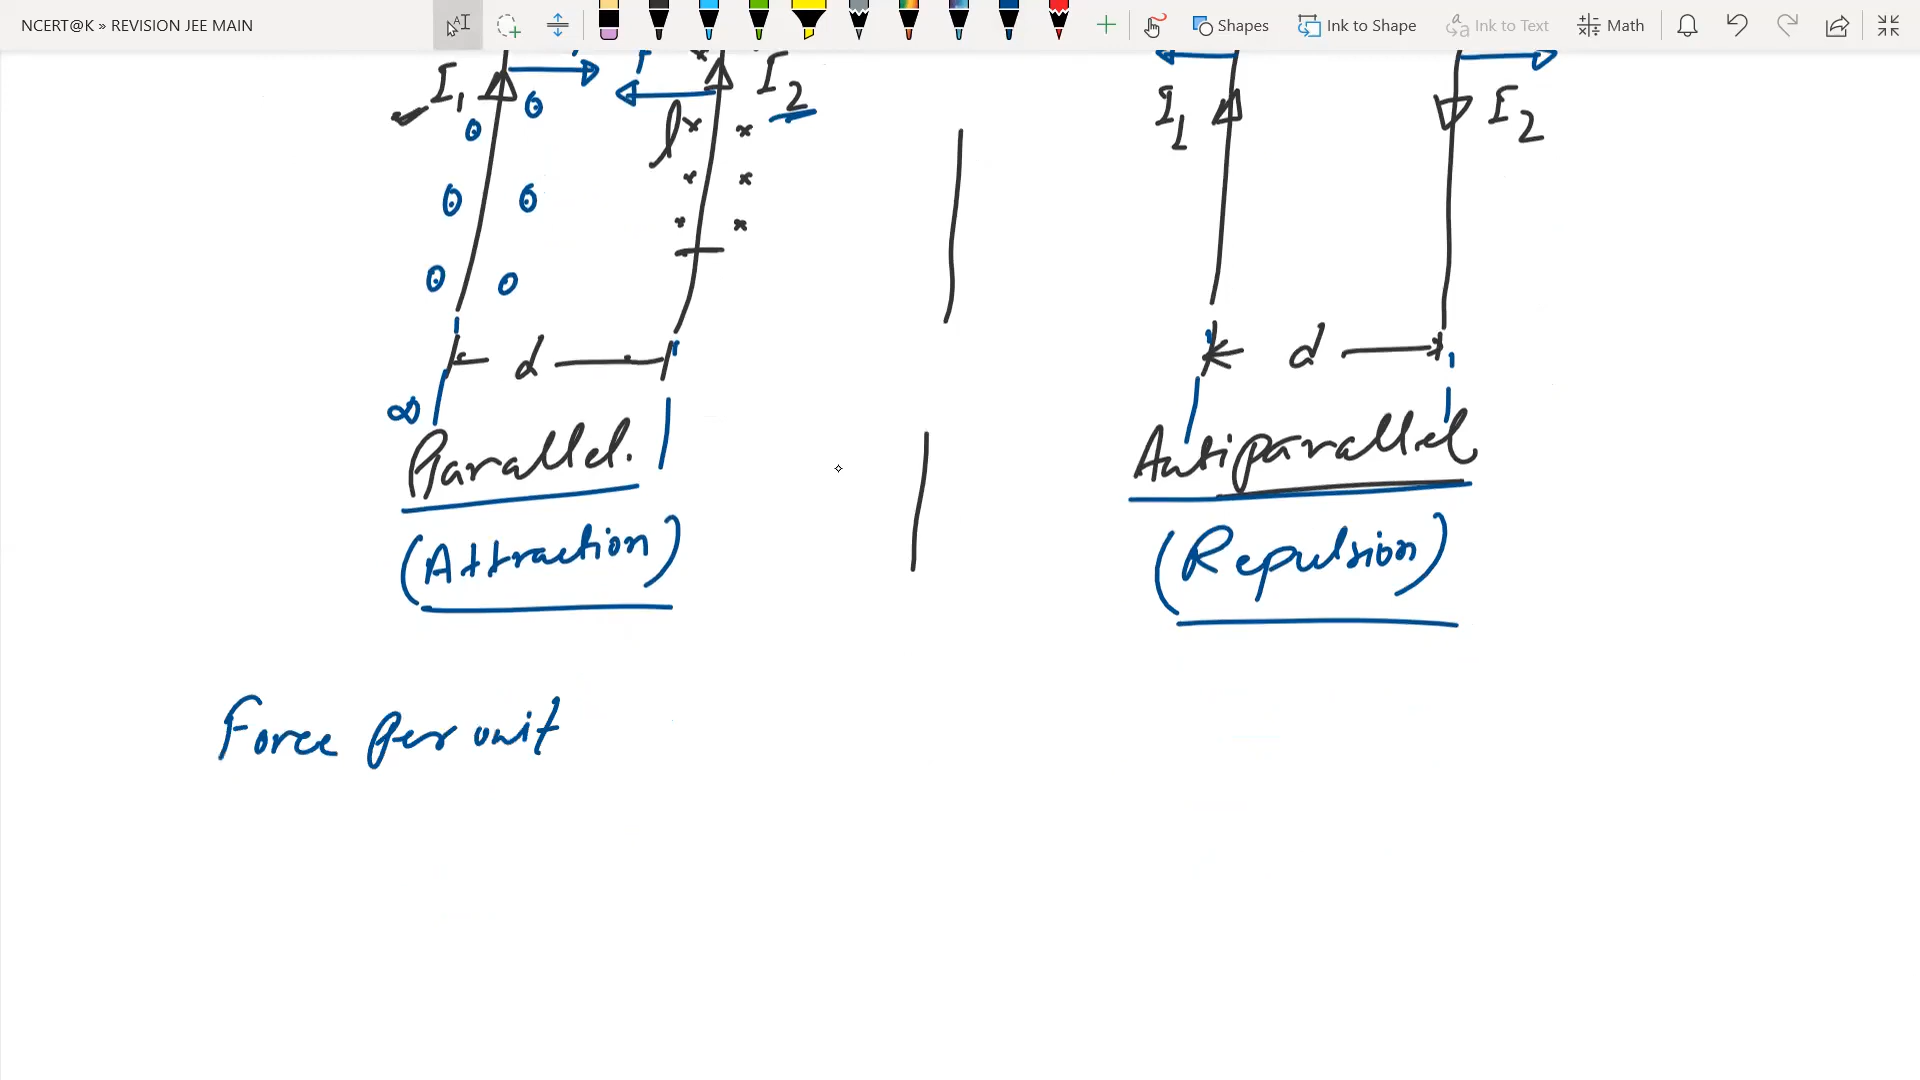 NCERT@K » REVISION JEE MAIN
Shapes
Ink to Shape
Ink to Text
Math
I1
I2
l
d
∞
Parallel.
(Attraction)
I1
I2
d
Antiparallel
(Repulsion)
Force per unit